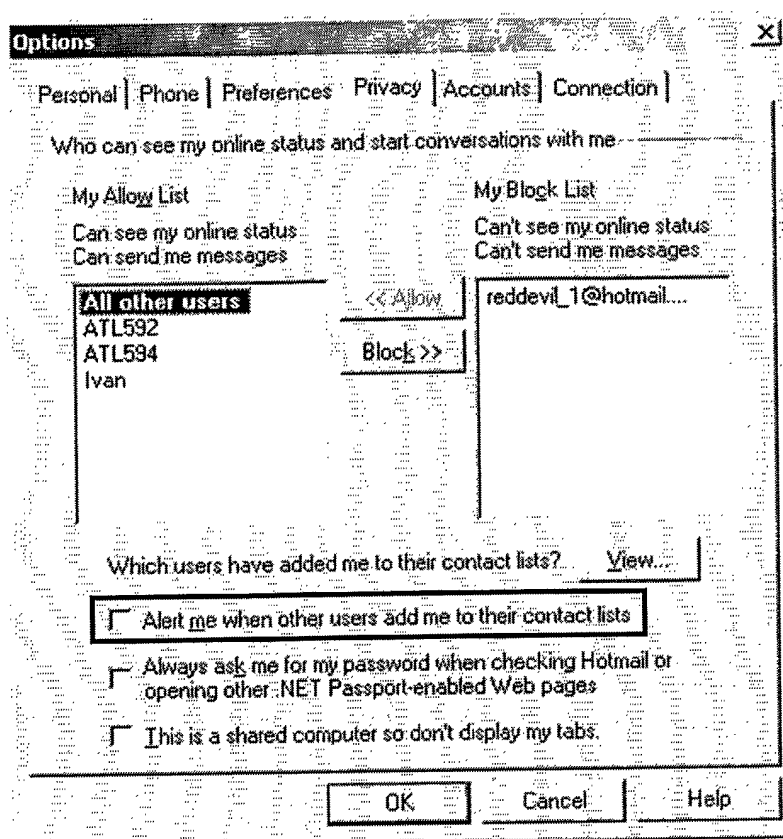 Options
Personal Phone Preferences Privacy Accounts Connection
Who can see my online status and start conversations with me
My Allow List
Can see my online status
Can send me messages
All other users
ATL592
ATL594
Ivan
<< Allow
Block >>
My Block List
Can't see my online status
Can't send me messages
reddevil_1@hotmail....
Which users have added me to their contact lists? View...
Alert me when other users add me to their contact lists
Always ask me for my password when checking Hotmail or
opening other .NET Passport-enabled Web pages
This is a shared computer so don't display my tabs.
OK Cancel Help